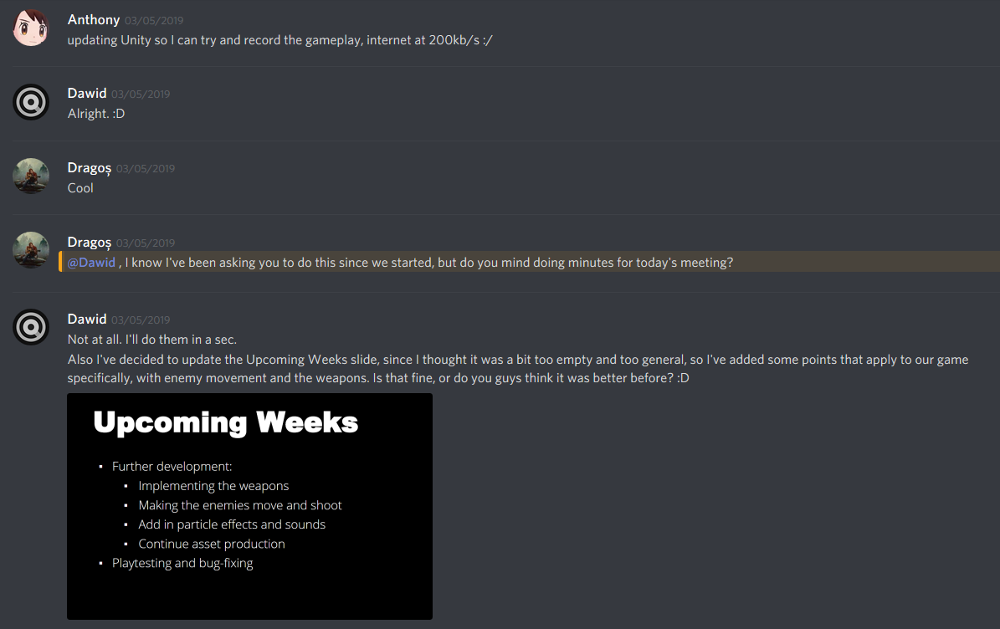 Anthony 03/05/2019
updating Unity so I can try and record the gameplay, internet at 200kb/s :/
Dawid 03/05/2019
Alright. :D
Dragoș 03/05/2019
Cool
Dragoș 03/05/2019
@Dawid , I know I've been asking you to do this since we started, but do you mind doing minutes for today's meeting?
Dawid 03/05/2019
Not at all. I'll do them in a sec.
Also I've decided to update the Upcoming Weeks slide, since I thought it was a bit too empty and too general, so I've added some points that apply to our game
specifically, with enemy movement and the weapons. Is that fine, or do you guys think it was better before? :D
Upcoming Weeks
▪ Further development:
▪ Implementing the weapons
▪ Making the enemies move and shoot
▪ Add in particle effects and sounds
▪ Continue asset production
▪ Playtesting and bug-fixing